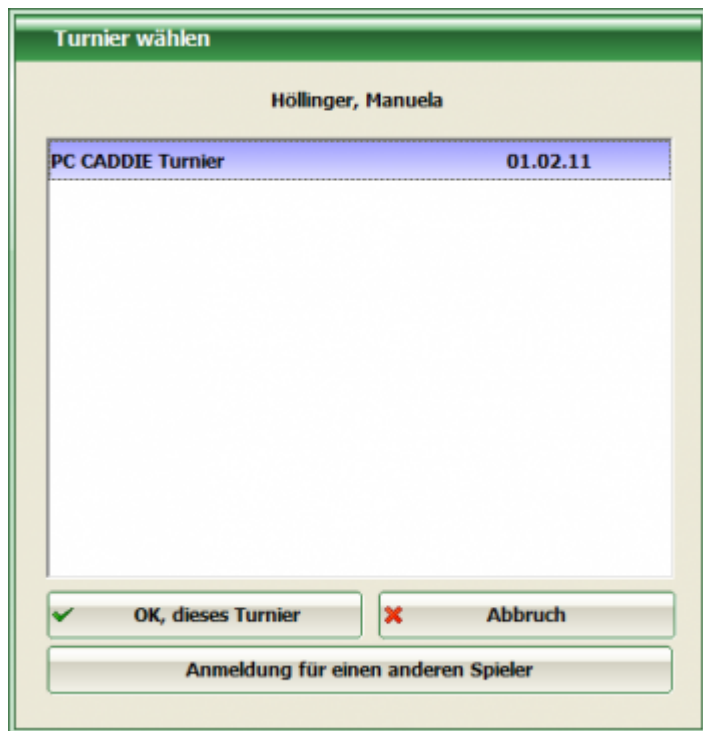 Turnier wählen
Höllinger, Manuela
PC CADDIE Turnier 01.02.11
OK, dieses Turnier
Abbruch
Anmeldung für einen anderen Spieler